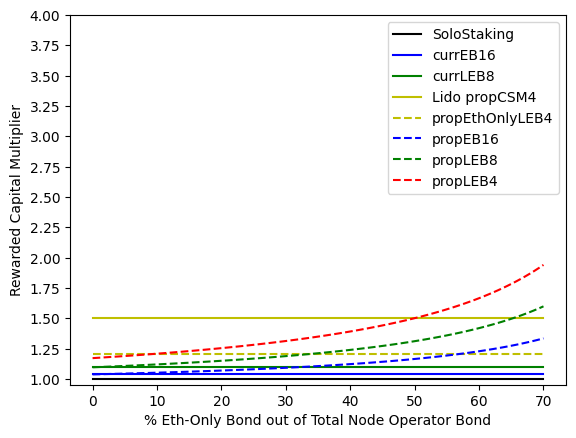 4.00
3.75
3.50
3.25
3.00
2.75
2.50
2.25
2.00
1.75
1.50
1.25
1.00
Rewarded Capital Multiplier
SoloStaking
currEB16
currLEB8
Lido propCSM4
propEthOnlyLEB4
propEB16
propLEB8
propLEB4
0 10 20 30 40 50 60 70
% Eth-Only Bond out of Total Node Operator Bond